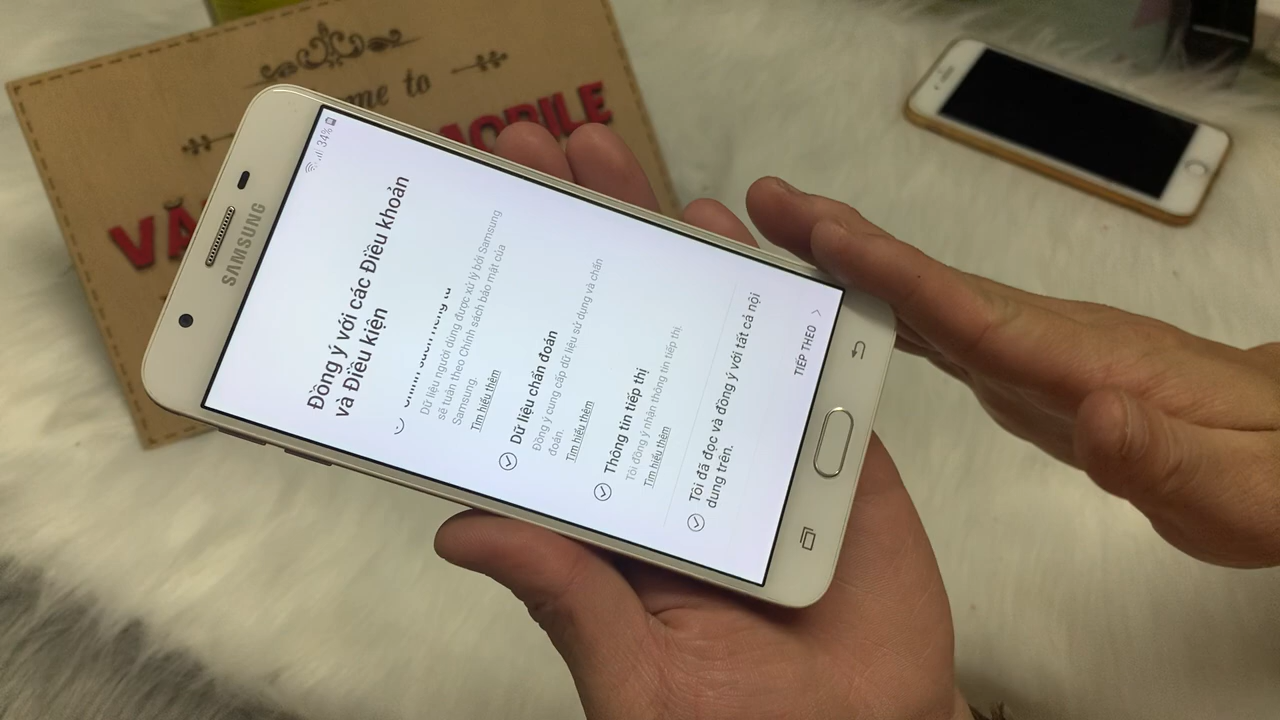 me to
MOBILE
SAMSUNG
34%
Đồng ý với các Điều khoản
và Điều kiện
Dữ liệu người dùng được xử lý bởi Samsung
sẽ tuân theo Chính sách bảo mật của
Samsung.
Tìm hiểu thêm
Dữ liệu chẩn đoán
Đồng ý cung cấp dữ liệu sử dụng và chẩn
đoán.
Tìm hiểu thêm
Thông tin tiếp thị
Tôi đồng ý nhận thông tin tiếp thị.
Tìm hiểu thêm
Tôi đã đọc và đồng ý với tất cả nội
dung trên.
TIẾP THEO >